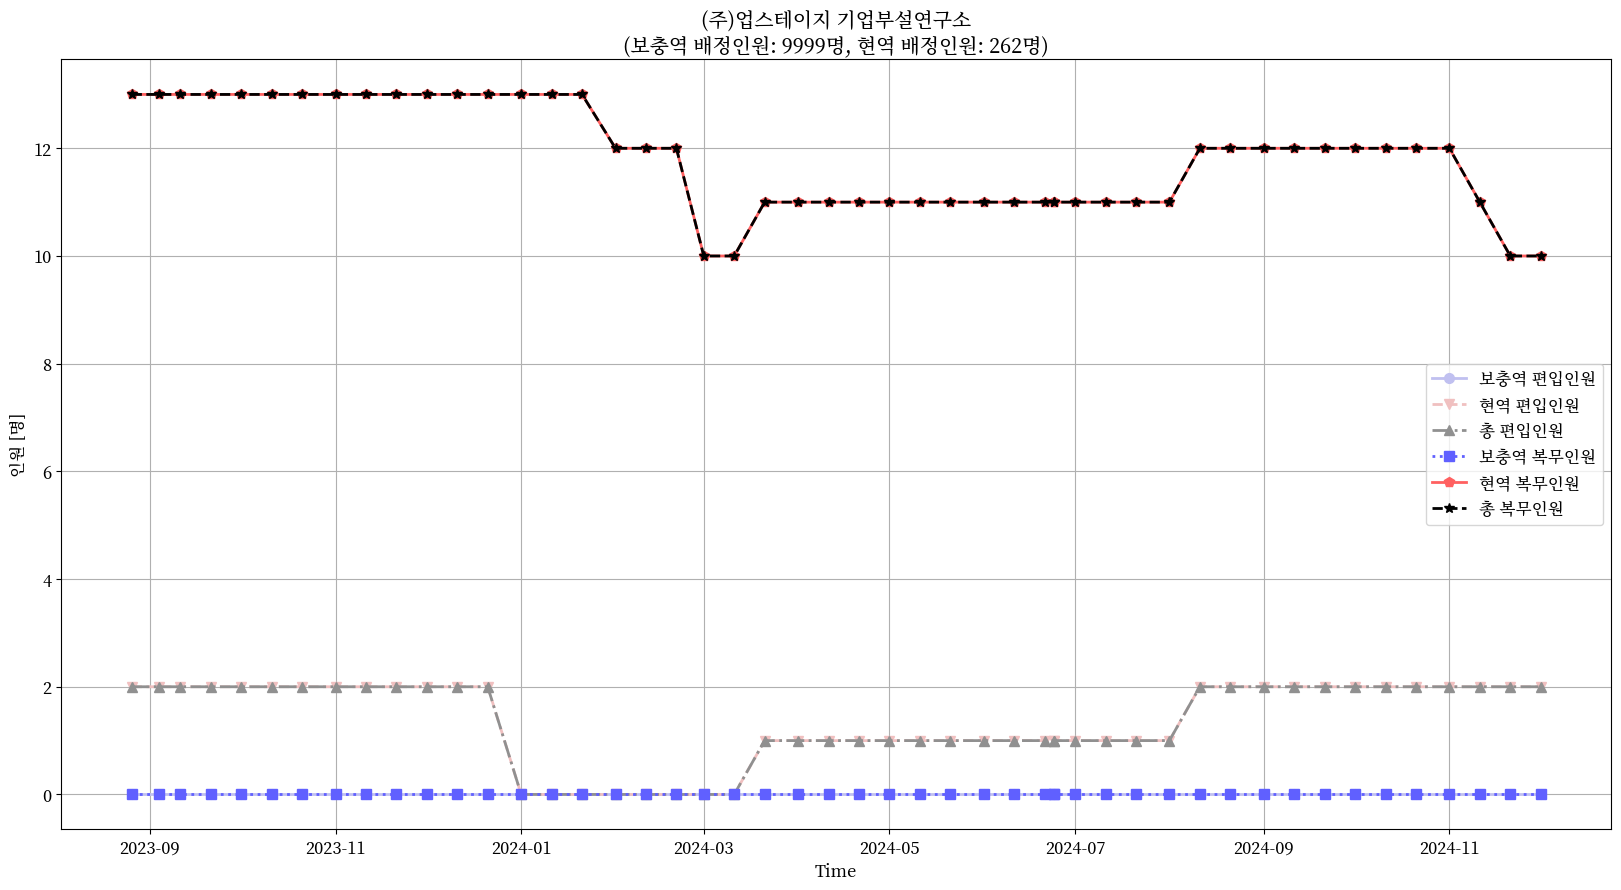 (주)업스테이지 기업부설연구소
(보충역 배정인원: 9999명, 현역 배정인원: 262명)
인원 [명]
12
10
8
6
4
2
0
보충역 편입인원
현역 편입인원
총 편입인원
보충역 복무인원
현역 복무인원
총 복무인원
2023-09
2023-11
2024-01
2024-03
2024-05
2024-07
2024-09
2024-11
Time